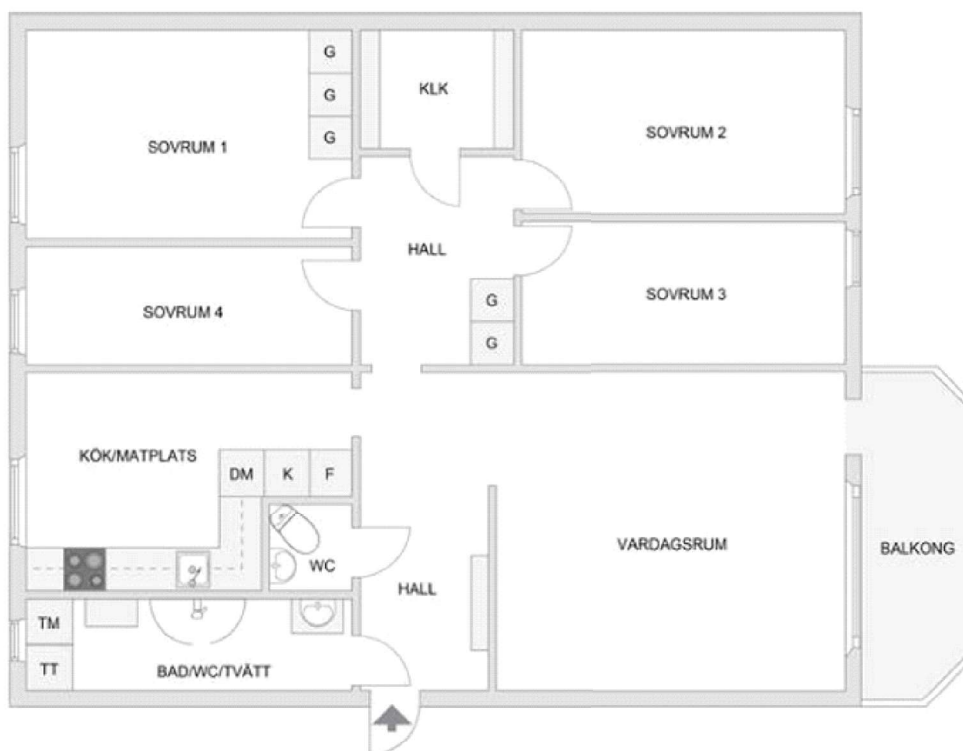 G
G
G
KLK
SOVRUM 1
SOVRUM 2
HALL
SOVRUM 4
SOVRUM 3
G
G
KÖK/MATPLATS
DM
K
F
WC
VARDAGSRUM
BALKONG
HALL
TM
TT
BAD/WC/TVÄTT